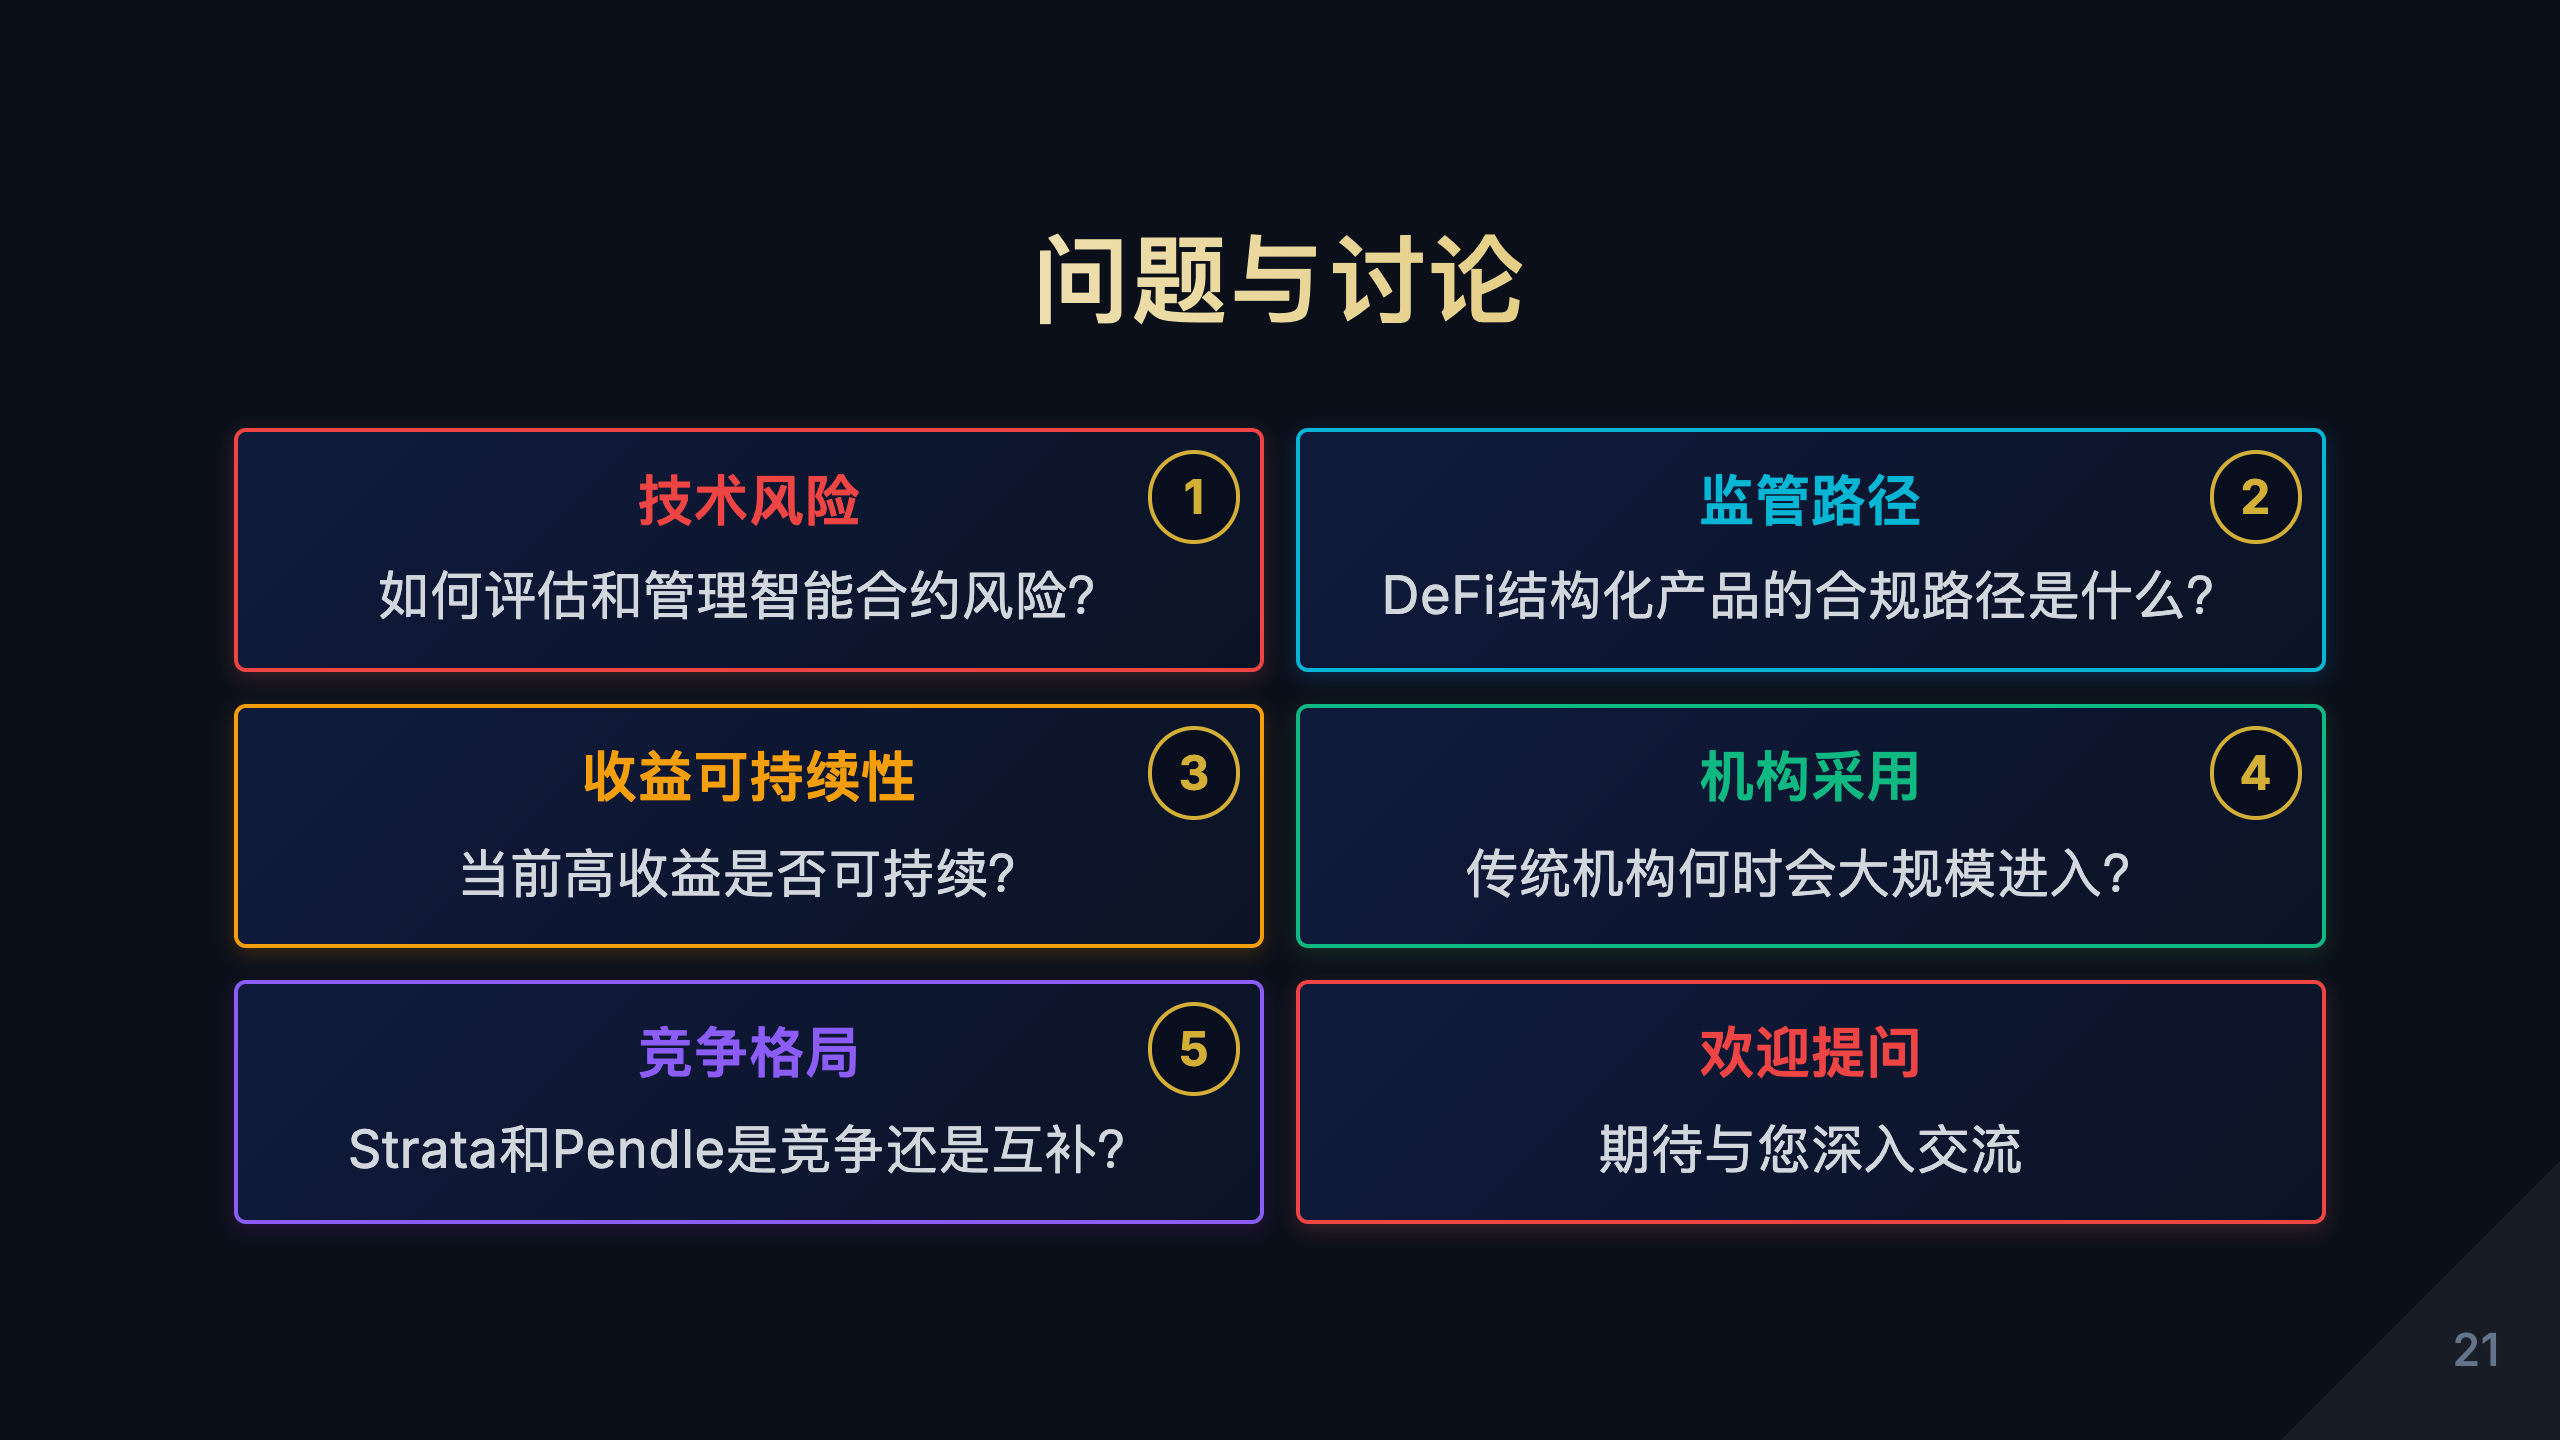 问题与讨论
技术风险
1
如何评估和管理智能合约风险?
监管路径
2
DeFi结构化产品的合规路径是什么?
收益可持续性
3
当前高收益是否可持续?
机构采用
4
传统机构何时会大规模进入?
竞争格局
5
Strata和Pendle是竞争还是互补?
欢迎提问
期待与您深入交流
21